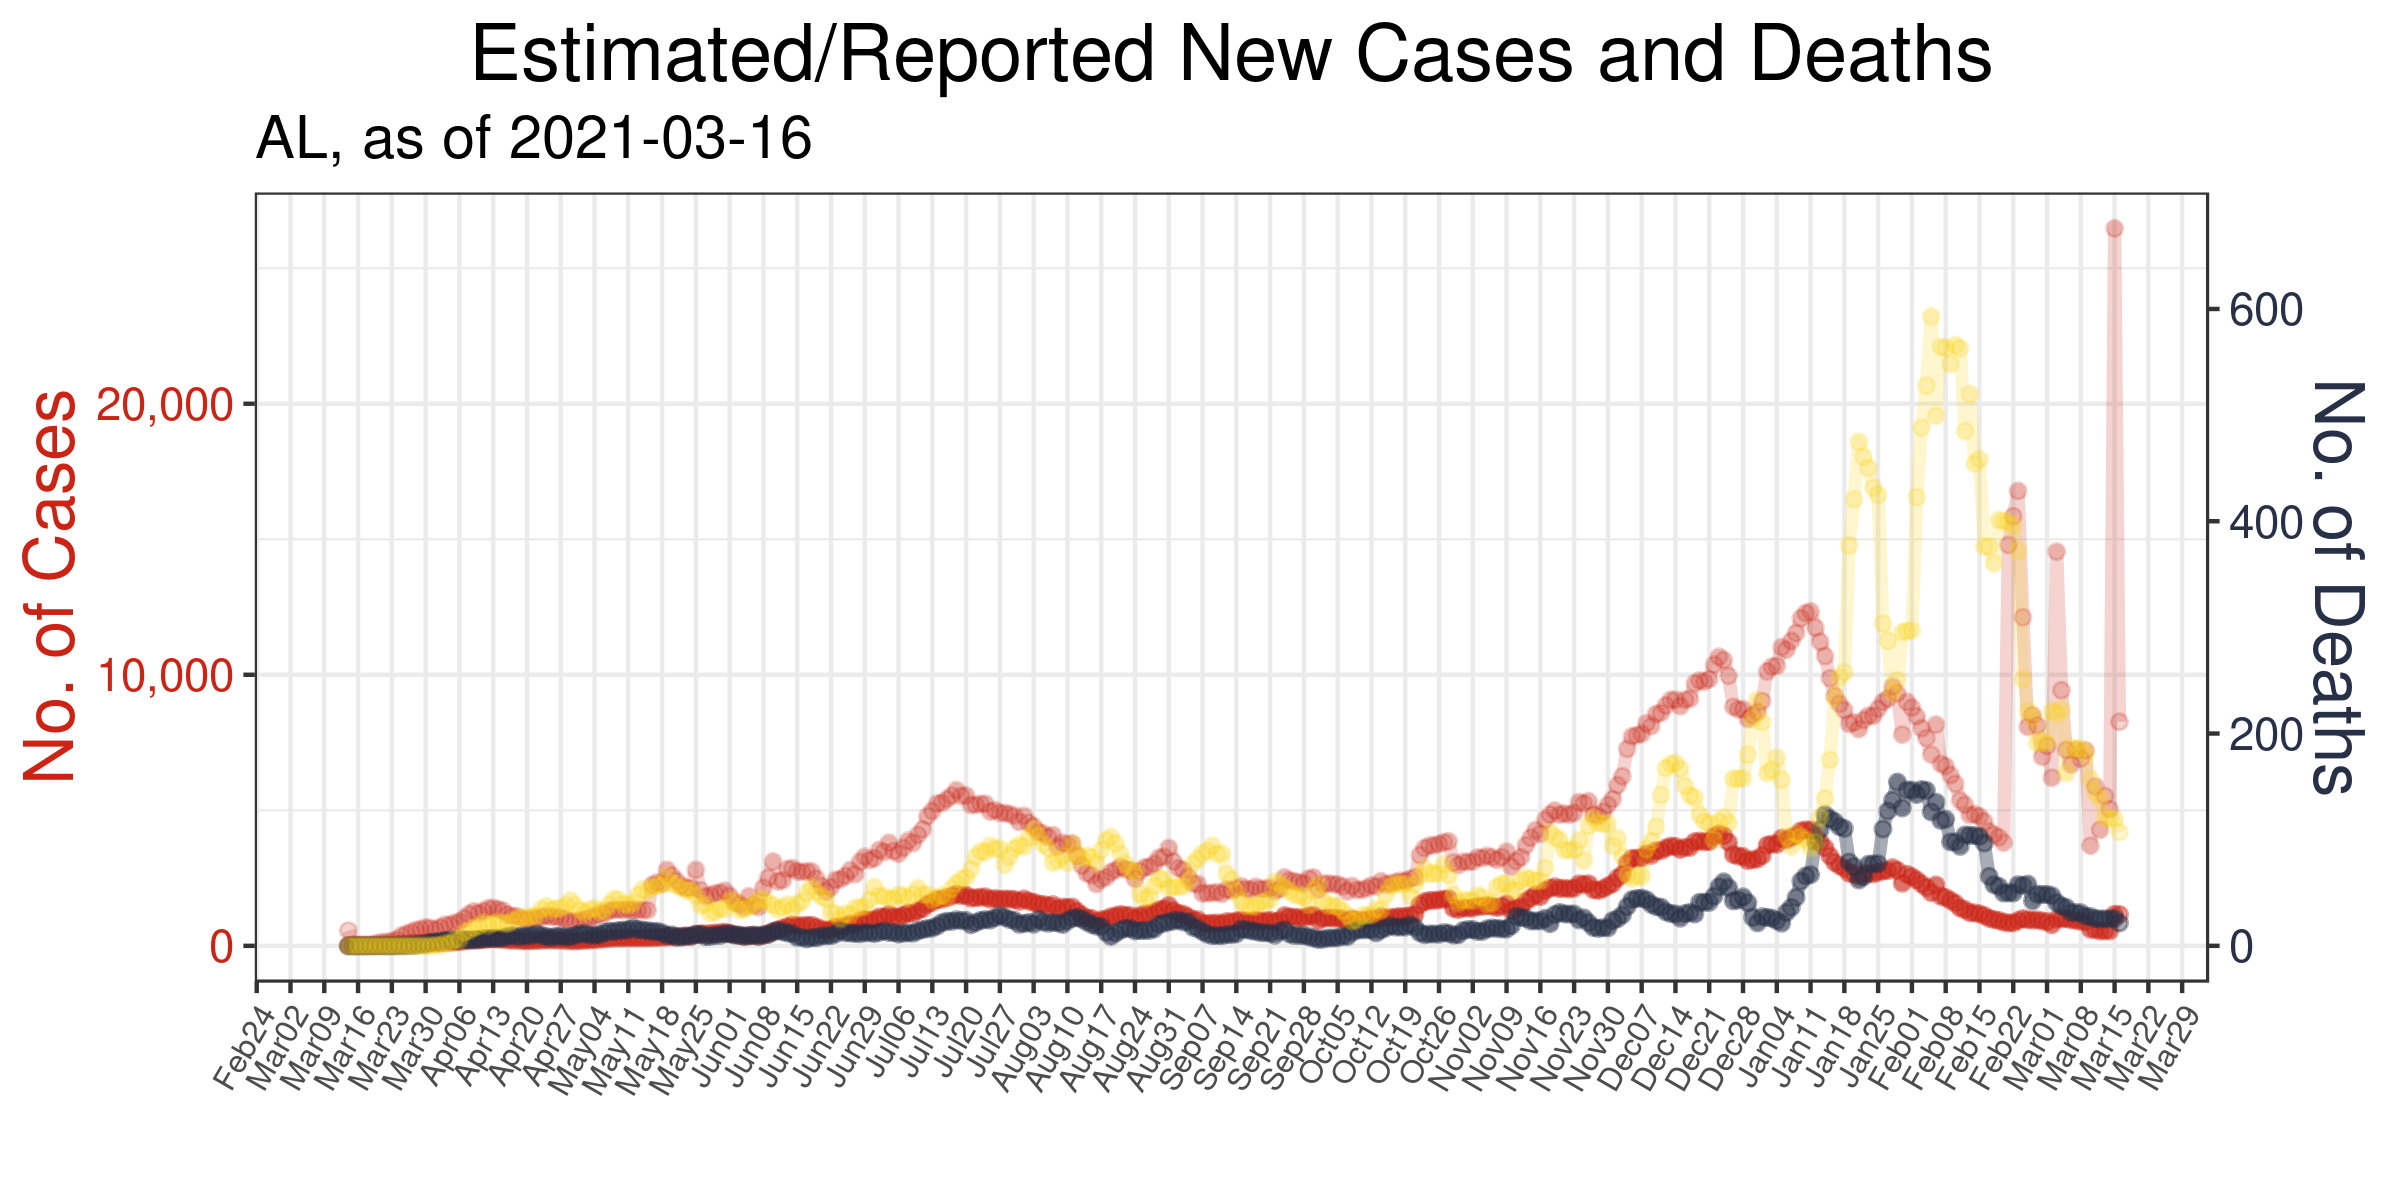 Estimated/Reported New Cases and Deaths
AL, as of 2021-03-16
No. of Cases
20,000
10,000
0
600
400
200
0
No. of Deaths
Feb24
Mar02
Mar09
Mar16
Mar23
Mar30
Apr06
Apr13
Apr20
Apr27
May04
May11
May18
May25
Jun01
Jun08
Jun15
Jun22
Jun29
Jul06
Jul13
Jul20
Jul27
Aug03
Aug10
Aug17
Aug24
Aug31
Sep07
Sep14
Sep21
Sep28
Oct05
Oct12
Oct19
Oct26
Nov02
Nov09
Nov16
Nov23
Nov30
Dec07
Dec14
Dec21
Dec28
Jan04
Jan11
Jan18
Jan25
Feb01
Feb08
Feb15
Feb22
Mar01
Mar08
Mar15
Mar22
Mar29